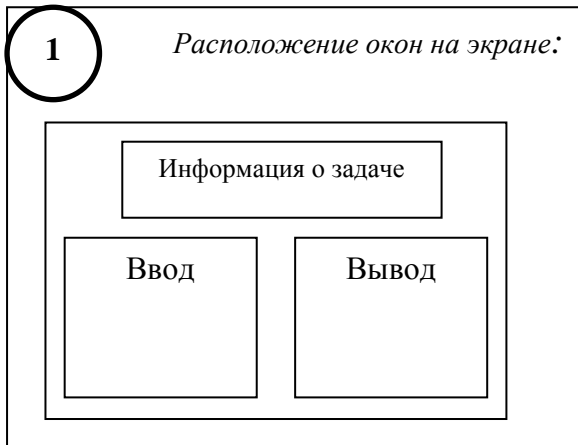 1
Расположение окон на экране:
Информация о задаче
Ввод
Вывод